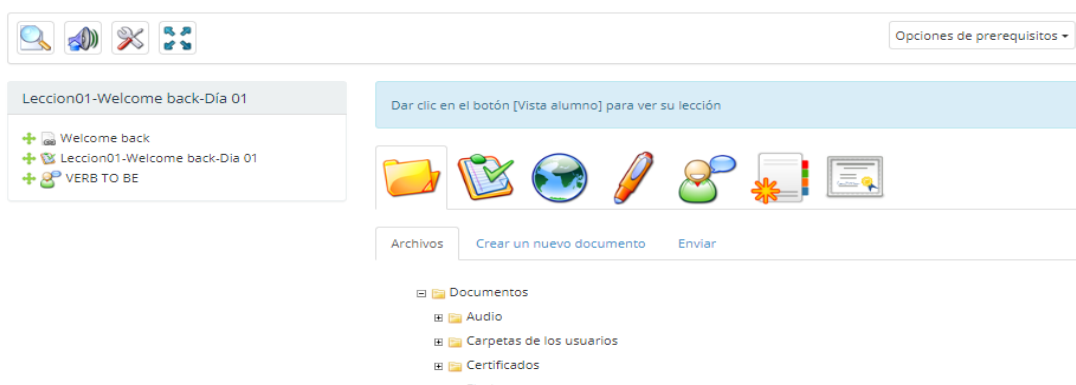 Opciones de prerequisitos
Leccion01-Welcome back-Día 01
Welcome back
Leccion01-Welcome back-Dia 01
VERB TO BE
Dar clic en el botón [Vista alumno] para ver su lección
Archivos
Crear un nuevo documento
Enviar
Documentos
Audio
Carpetas de los usuarios
Certificados